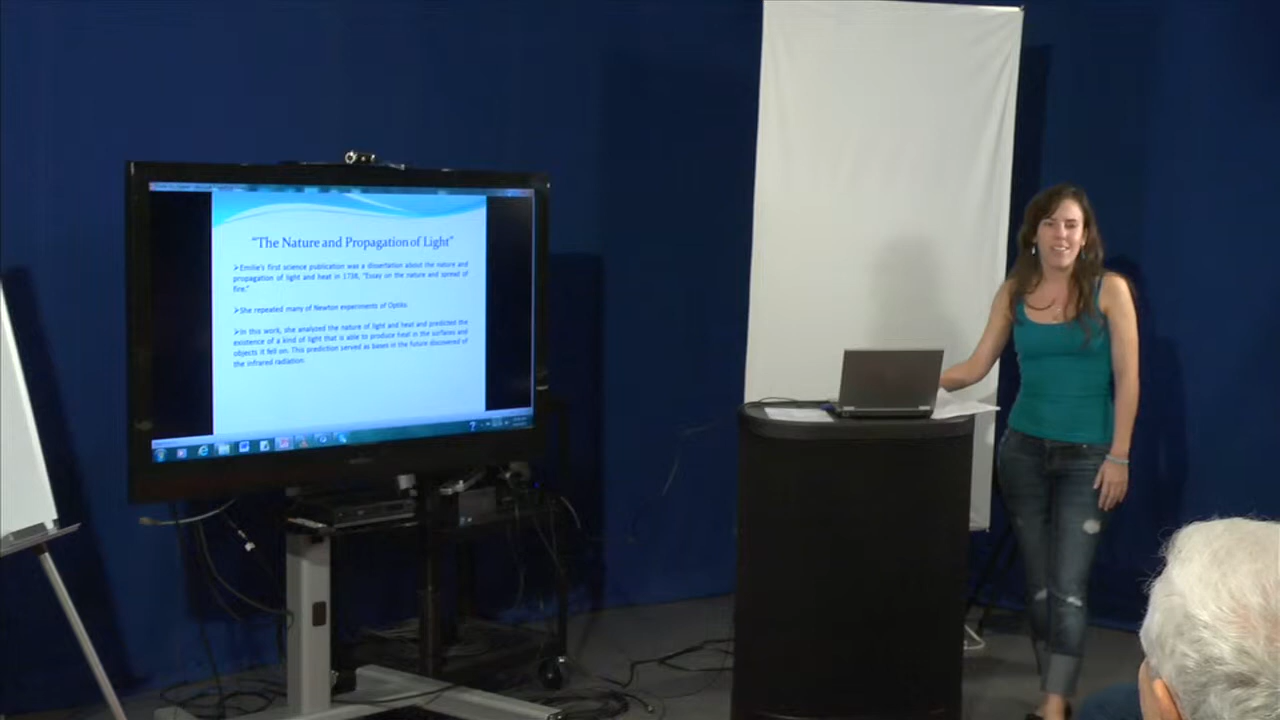 "The Nature and Propagation of Light"
➢Emilie's first science publication was a dissertation about the nature and
propagation of light and heat in 1738, "Essay on the nature and spread of
fire."
➢She repeated many of Newton experiments of Optiks.
➢In this work, she analyzed the nature of light and heat and predicted the
existence of a kind of light that is able to produce heat in the surfaces and
objects it fell on. This prediction served as bases in the future discovered of
the infrared radiation.